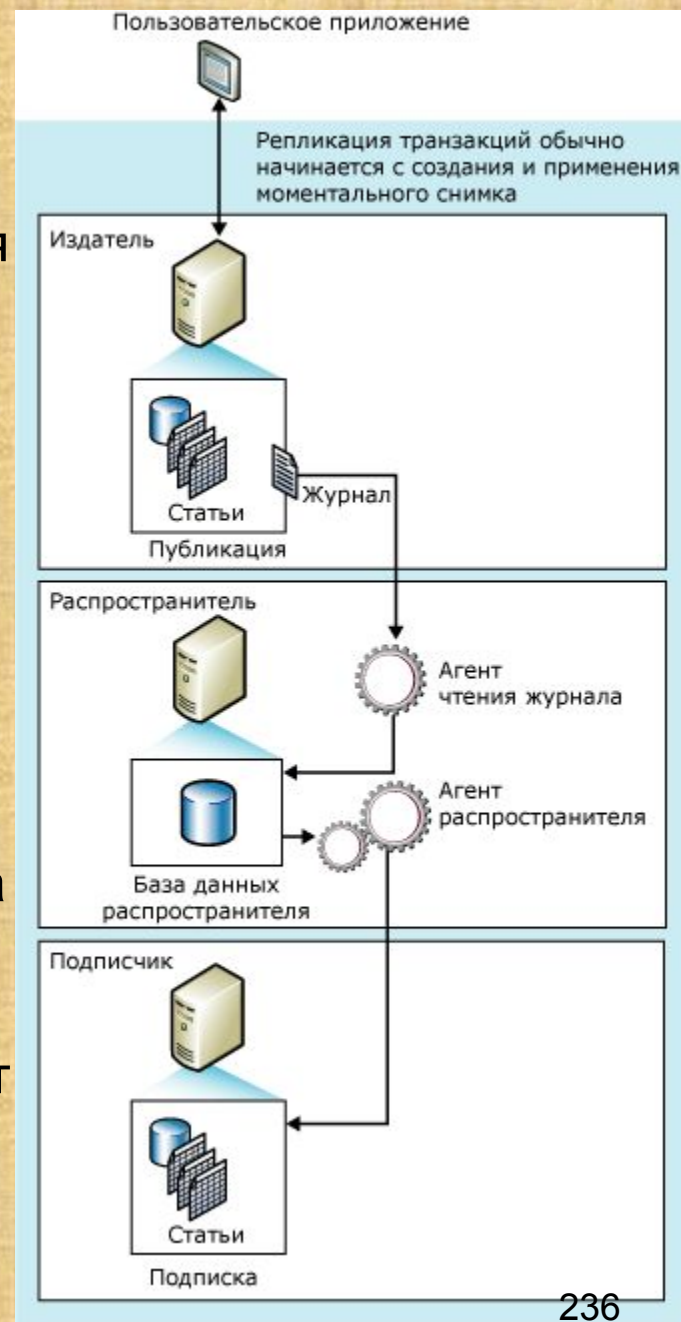 Пользовательское приложение
Репликация транзакций обычно
начинается с создания и применения
моментального снимка
Издатель
Журнал
Статьи
Публикация
Распространитель
Агент
чтения журнала
Агент
распространителя
База данных
распространителя
Подписчик
Статьи
Подписка
236